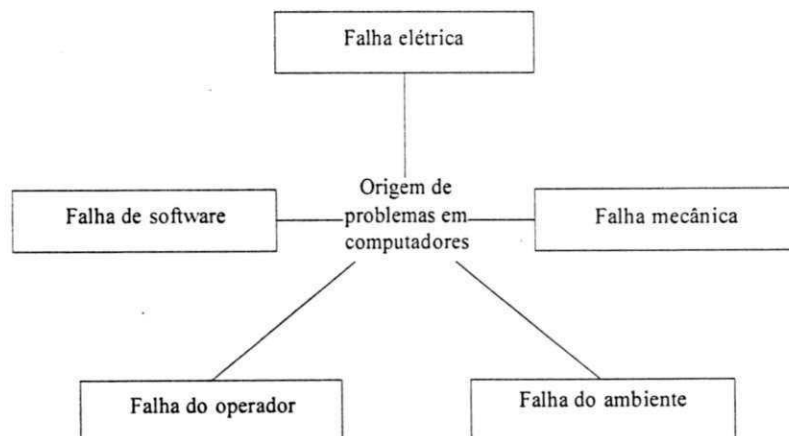 Falha elétrica
Falha de software
Origem de
problemas em
computadores
Falha mecânica
Falha do operador
Falha do ambiente